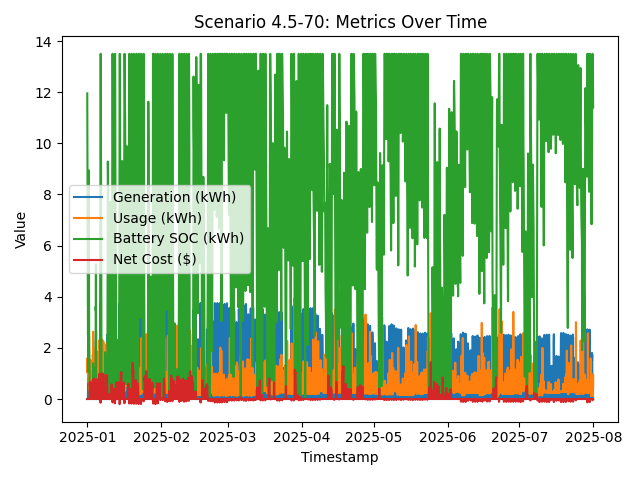 Scenario 4.5-70: Metrics Over Time
14
12
10
8
6
4
2
0
Value
Generation (kWh)
Usage (kWh)
Battery SOC (kWh)
Net Cost ($)
2025-01 2025-02 2025-03 2025-04 2025-05 2025-06 2025-07 2025-08
Timestamp